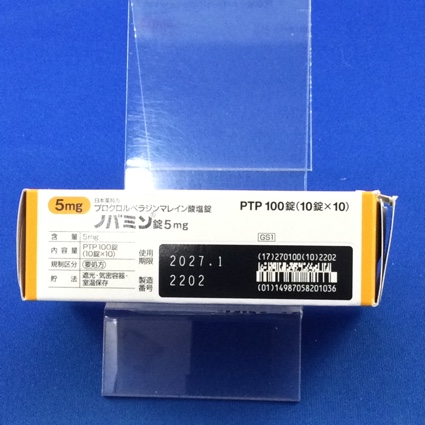 5mg
日本薬局方
プロクロルペラジンマレイン酸塩錠
ノバミン錠5mg
PTP 100錠(10錠×10)
含 量 5mg
内 容 量 PTP100錠
(10錠×10)
規制区分 要処方
貯 法 遮光・気密容器・
室温保存
使用
期限
2027.1
製造
番号
2202
GS1
(17)270100(10)2202
(01)14987058201036